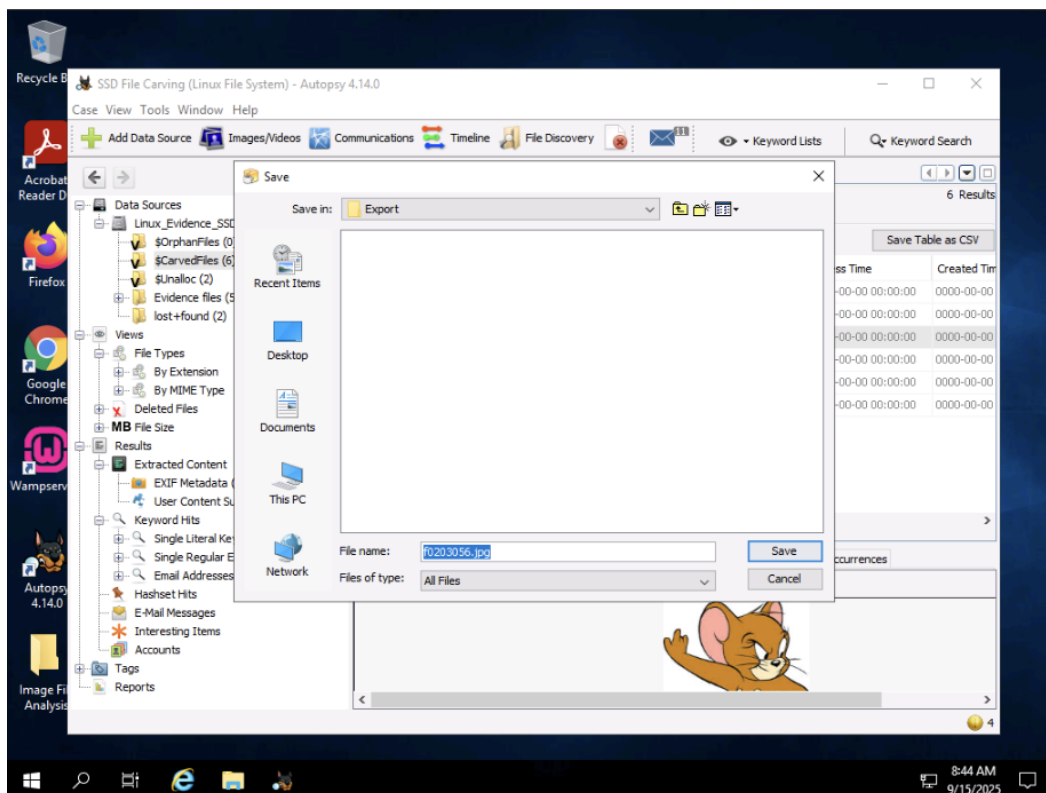 Recycle B
SSD File Carving (Linux File System) - Autopsy 4.14.0
Case View Tools Window Help
Add Data Source
Images/Videos
Communications
Timeline
File Discovery
11
Keyword Lists
Keyword Search
Acrobat
Reader D
Firefox
Google
Chrome
Wampserv
Autopsy
4.14.0
Image Fi
Analysis
Data Sources
Linux_Evidence_SSD
$OrphanFiles (0)
$CarvedFiles (6)
$Unalloc (2)
Evidence files (5
lost+found (2)
Views
File Types
By Extension
By MIME Type
Deleted Files
MB File Size
Results
Extracted Content
EXIF Metadata (
User Content Su
Keyword Hits
Single Literal Key
Single Regular E
Email Addresses
Hashset Hits
E-Mail Messages
Interesting Items
Accounts
Tags
Reports
Save
Save in:
Export
Recent Items
Desktop
Documents
This PC
Network
File name:
f0203056.jpg
Save
Files of type:
All Files
Cancel
6 Results
Save Table as CSV
ss Time
Created Tim
-00-00 00:00:00
0000-00-00
-00-00 00:00:00
0000-00-00
-00-00 00:00:00
0000-00-00
-00-00 00:00:00
0000-00-00
-00-00 00:00:00
0000-00-00
-00-00 00:00:00
0000-00-00
ccurrences
4
8:44 AM
9/15/2025